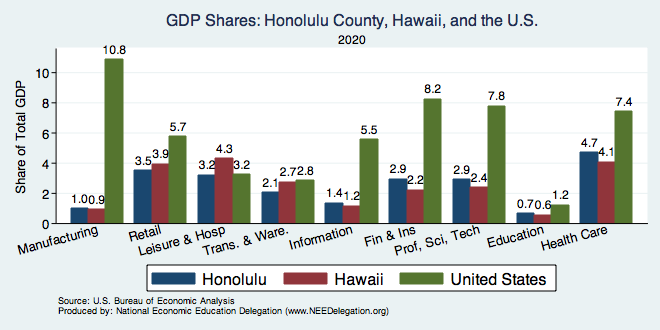 GDP Shares: Honolulu County, Hawaii, and the U.S.
2020
Share of Total GDP
10
8
6
4
2
0
1.0 0.9 10.8
3.5 3.9 5.7
3.2 4.3 3.2
2.1 2.7 2.8
1.4 1.2 5.5
2.9 2.2 8.2
2.9 2.4 7.8
0.7 0.6 1.2
4.7 4.1 7.4
Manufacturing
Retail
Leisure & Hosp
Trans. & Ware.
Information
Fin & Ins
Prof, Sci, Tech
Education
Health Care
Honolulu Hawaii United States
Source: U.S. Bureau of Economic Analysis
Produced by: National Economic Education Delegation (www.NEEDelegation.org)